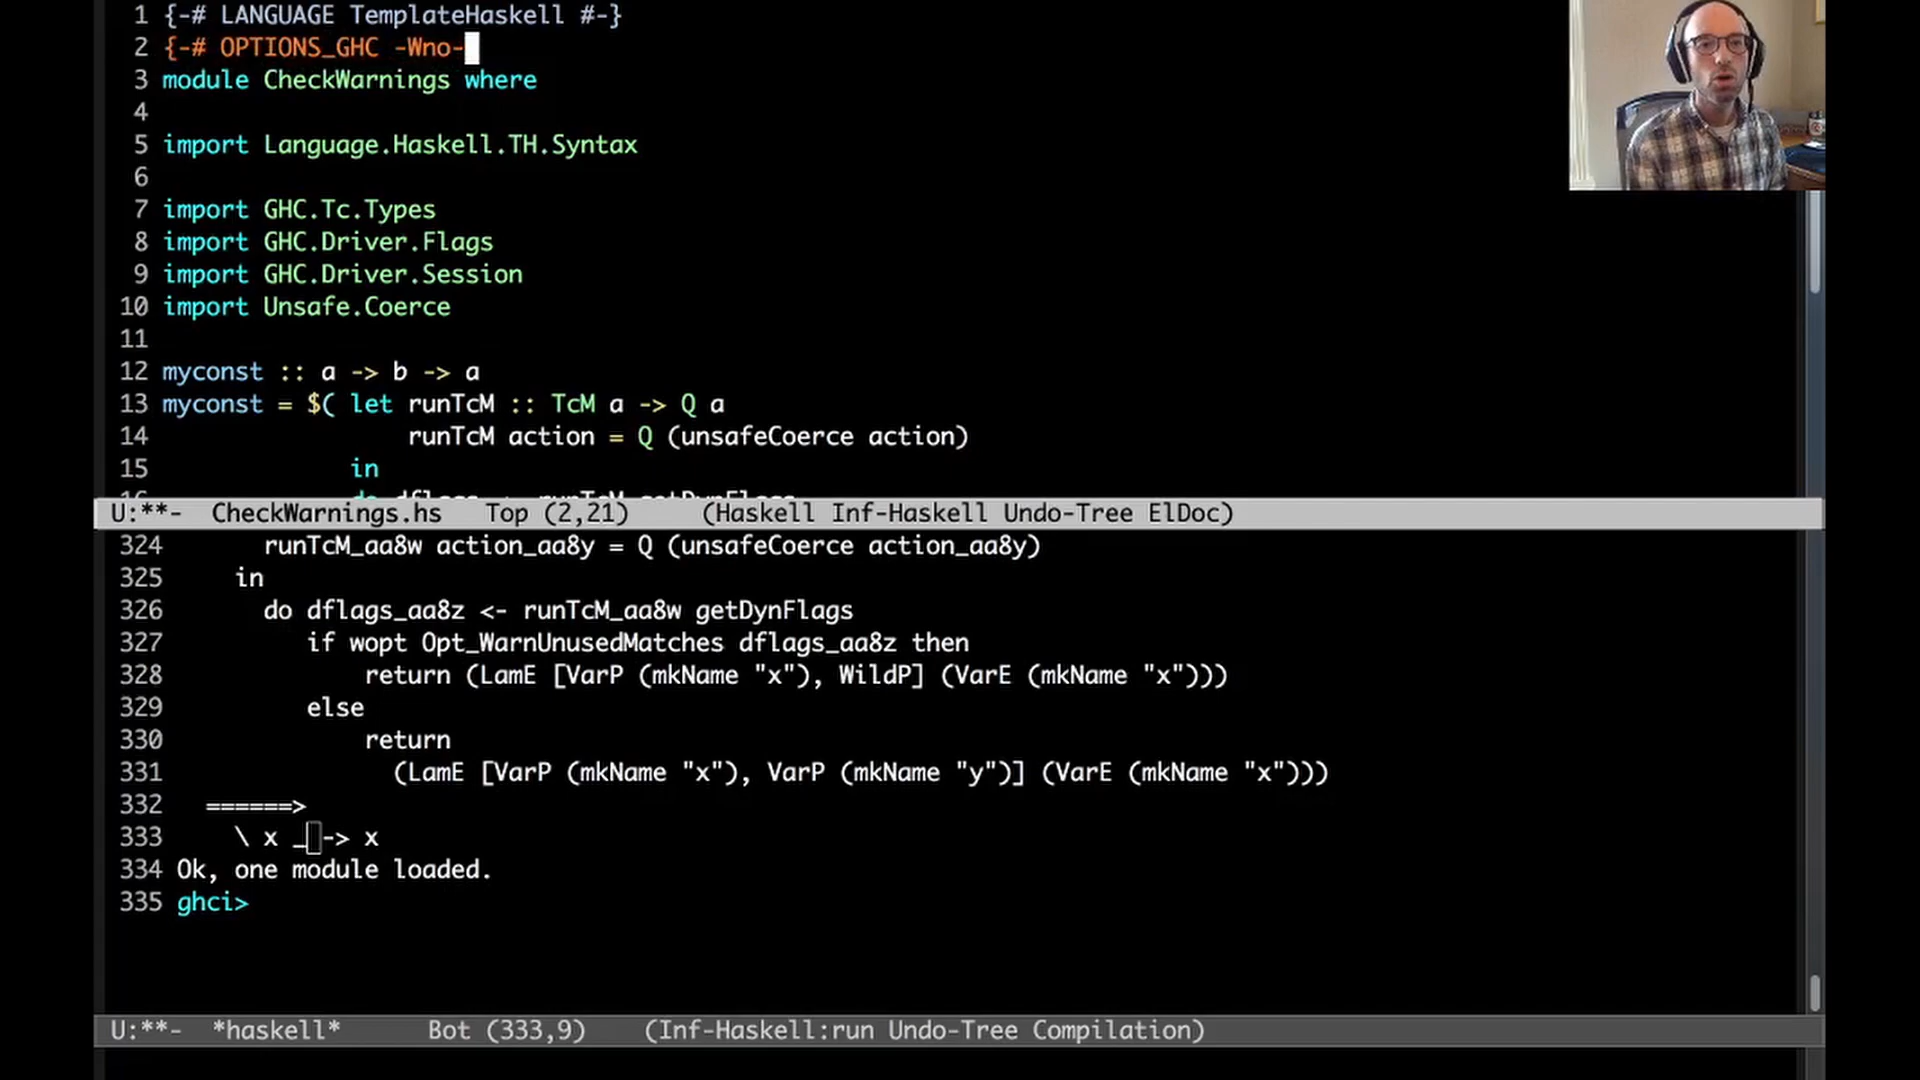 1 {-# LANGUAGE TemplateHaskell #-}
2 {-# OPTIONS_GHC -Wno-
3 module CheckWarnings where
4
5 import Language.Haskell.TH.Syntax
6
7 import GHC.Tc.Types
8 import GHC.Driver.Flags
9 import GHC.Driver.Session
10 import Unsafe.Coerce
11
12 myconst :: a -> b -> a
13 myconst = $( let runTcM :: TcM a -> Q a
14 runTcM action = Q (unsafeCoerce action)
15 in
16 do dflags <- runTcM getDynFlags
U:**- CheckWarnings.hs Top (2,21) (Haskell Inf-Haskell Undo-Tree ElDoc)
324 runTcM_aa8w action_aa8y = Q (unsafeCoerce action_aa8y)
325 in
326 do dflags_aa8z <- runTcM_aa8w getDynFlags
327 if wopt Opt_WarnUnusedMatches dflags_aa8z then
328 return (LamE [VarP (mkName "x"), WildP] (VarE (mkName "x")))
329 else
330 return
331 (LamE [VarP (mkName "x"), VarP (mkName "y")] (VarE (mkName "x")))
332 ======>
333 \ x _ -> x
334 Ok, one module loaded.
335 ghci>
U:**- *haskell* Bot (333,9) (Inf-Haskell:run Undo-Tree Compilation)